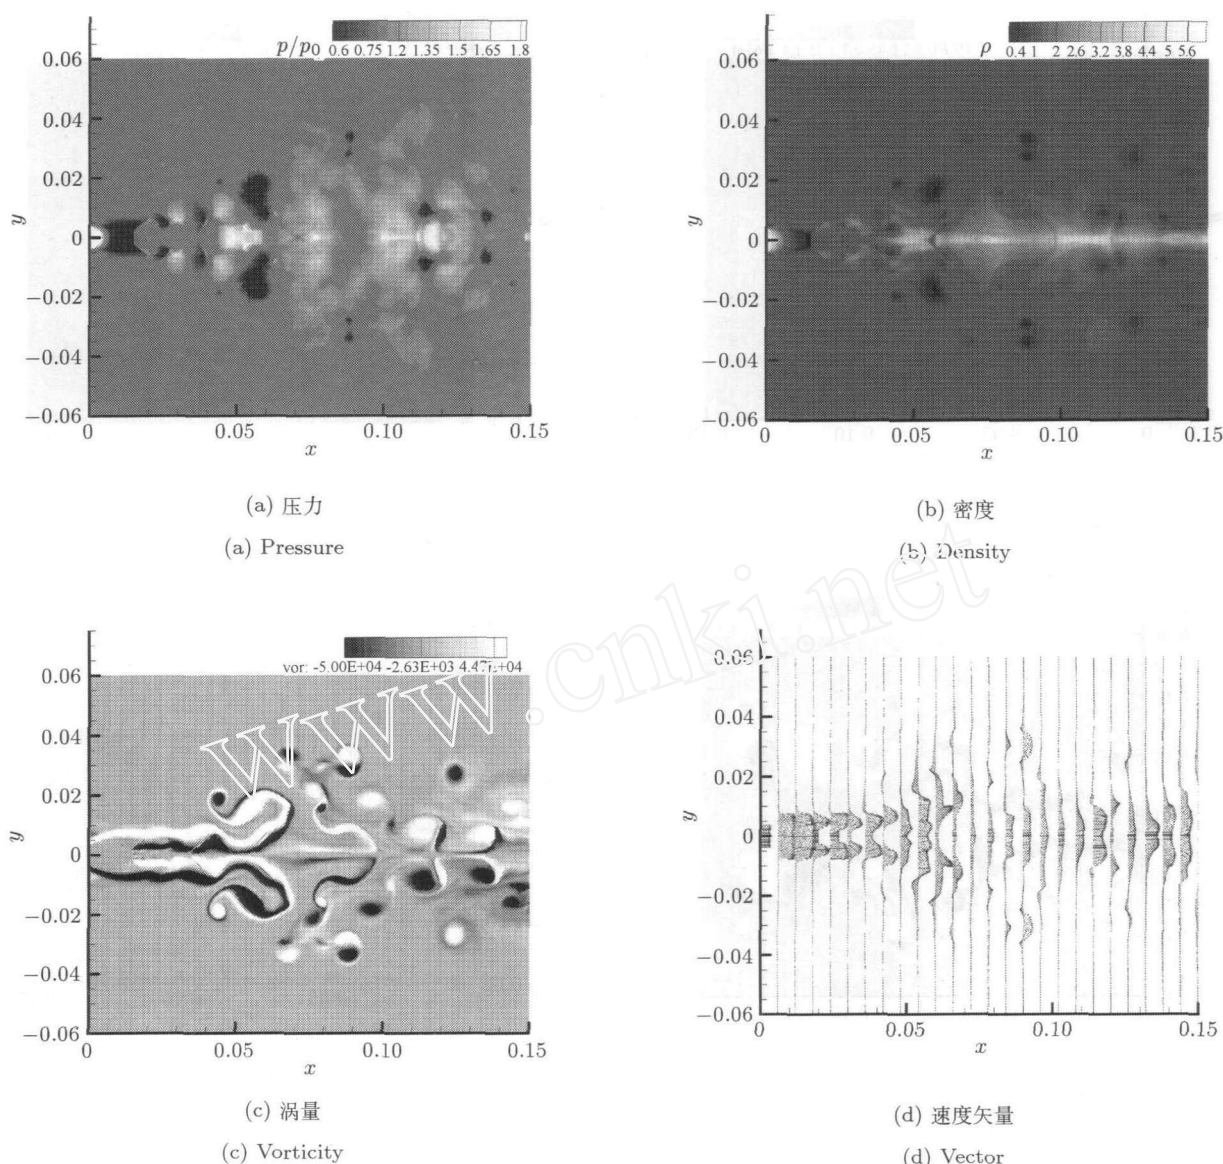 p/p0 0.6 0.75 1.2 1.35 1.5 1.65 1.8
0.06
0.04
0.02
0
−0.02
−0.04
−0.06
y
0 0.05 0.10 0.15
x
(a) 压力
(a) Pressure
ρ 0.4 1 2 2.6 3.2 3.8 4.4 5 5.6
0.06
0.04
0.02
0
−0.02
−0.04
−0.06
y
0 0.05 0.10 0.15
x
(b) 密度
(b) Density
vor: -5.00E+04 -2.63E+03 4.47E+04
0.06
0.04
0.02
0
−0.02
−0.04
−0.06
y
0 0.05 0.10 0.15
x
(c) 涡量
(c) Vorticity
0.06
0.04
0.02
0
−0.02
−0.04
−0.06
y
0 0.05 0.10 0.15
x
(d) 速度矢量
(d) Vector
www.cnki.net